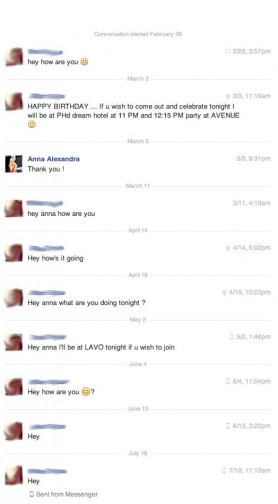 Conversation started February 28
2/28, 3:57pm
hey how are you
March 3
3/3, 11:19am
HAPPY BIRTHDAY ... If u wish to come out and celebrate tonight I
will be at PHd dream hotel at 11 PM and 12:15 PM party at AVENUE
March 5
Anna Alexandra
3/5, 9:31pm
Thank you !
March 11
3/11, 4:19am
hey anna how are you
April 14
4/14, 6:02pm
Hey how's it going
4/19, 10:23pm
Hey anna what are you doing tonight ?
May 2
5/2, 1:46pm
Hey anna I'll be at LAVO tonight if u wish to join
June 4
6/4, 11:04pm
Hey how are you ?
June 13
6/13, 3:22pm
Hey
7/18, 11:15am
Hey
Sent from Messenger